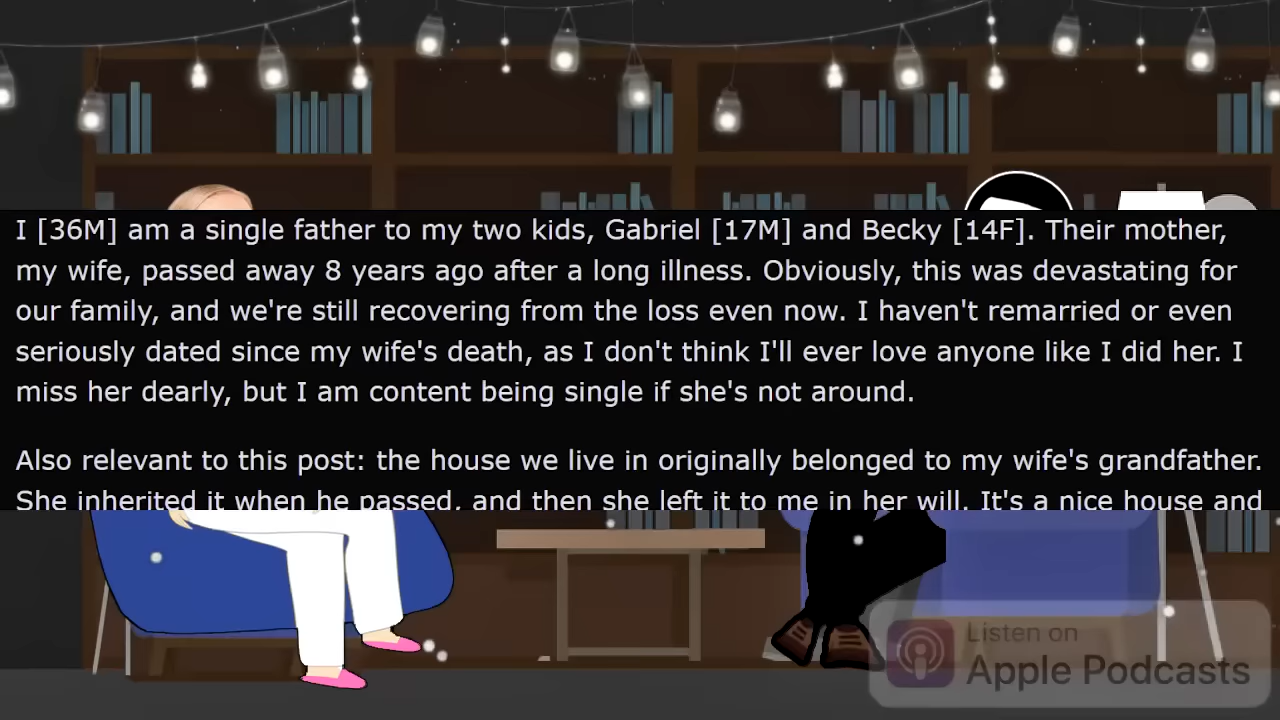 I [36M] am a single father to my two kids, Gabriel [17M] and Becky [14F]. Their mother,
my wife, passed away 8 years ago after a long illness. Obviously, this was devastating for
our family, and we're still recovering from the loss even now. I haven't remarried or even
seriously dated since my wife's death, as I don't think I'll ever love anyone like I did her. I
miss her dearly, but I am content being single if she's not around.
Also relevant to this post: the house we live in originally belonged to my wife's grandfather.
She inherited it when he passed, and then she left it to me in her will. It's a nice house and
Listen on
Apple Podcasts